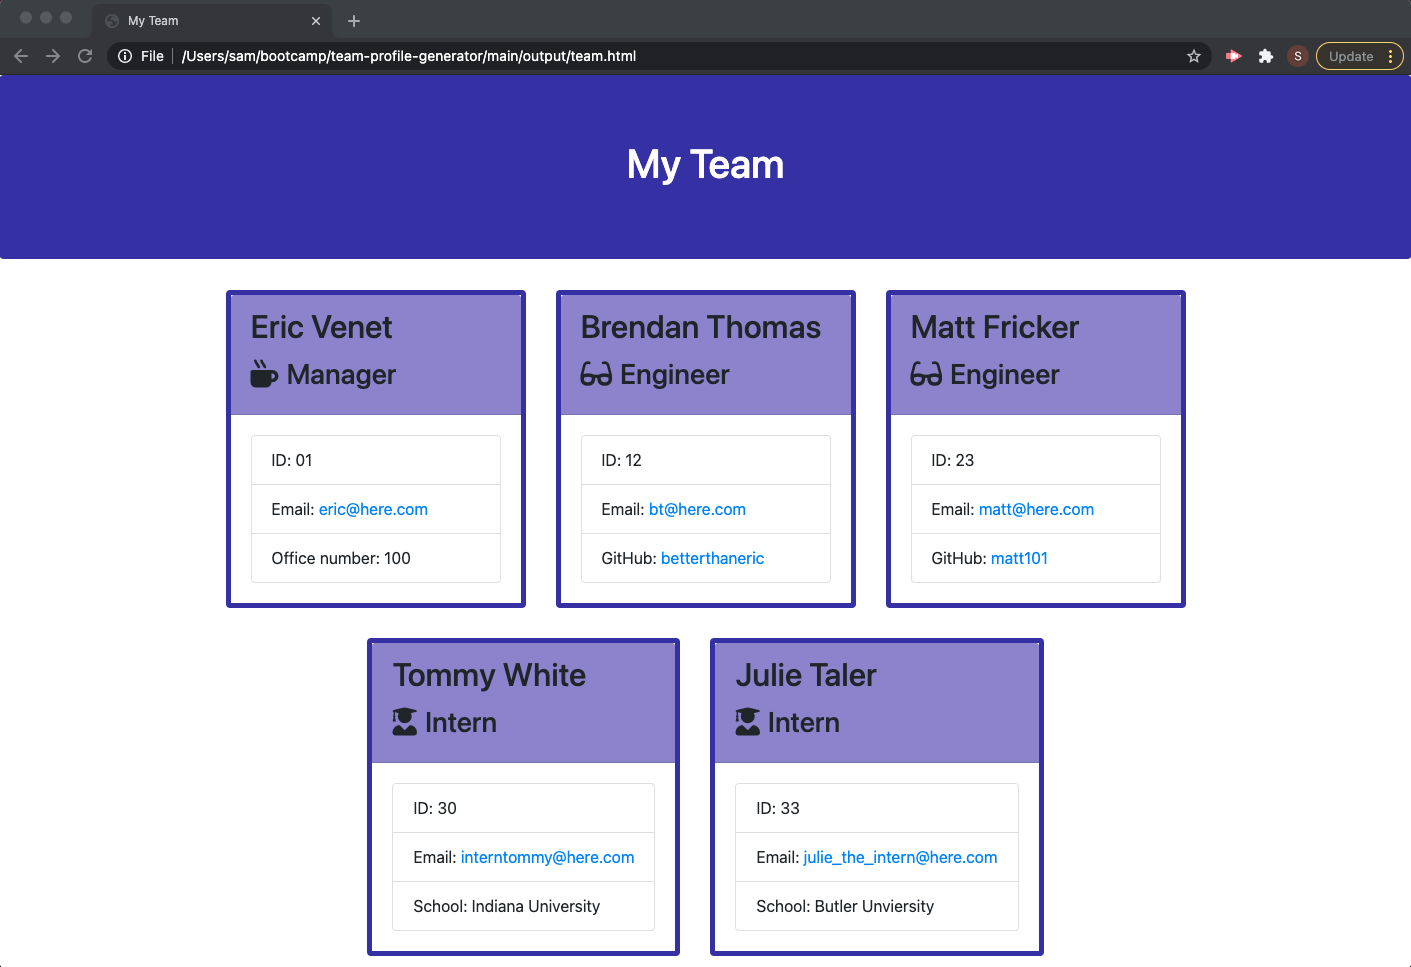 My Team
File /Users/sam/bootcamp/team-profile-generator/main/output/team.html
S
Update
My Team
Eric Venet
Manager
ID: 01
Email: eric@here.com
Office number: 100
Brendan Thomas
Engineer
ID: 12
Email: bt@here.com
GitHub: betterthaneric
Matt Fricker
Engineer
ID: 23
Email: matt@here.com
GitHub: matt101
Tommy White
Intern
ID: 30
Email: interntommy@here.com
School: Indiana University
Julie Taler
Intern
ID: 33
Email: julie_the_intern@here.com
School: Butler Unviersity